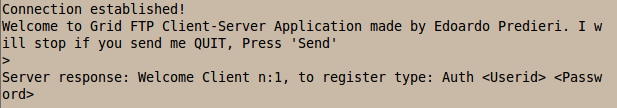 Connection established!
Welcome to Grid FTP Client-Server Application made by Edoardo Predieri. I w
ill stop if you send me QUIT, Press 'Send'
>
Server response: Welcome Client n:1, to register type: Auth <Userid> <Passw
ord>